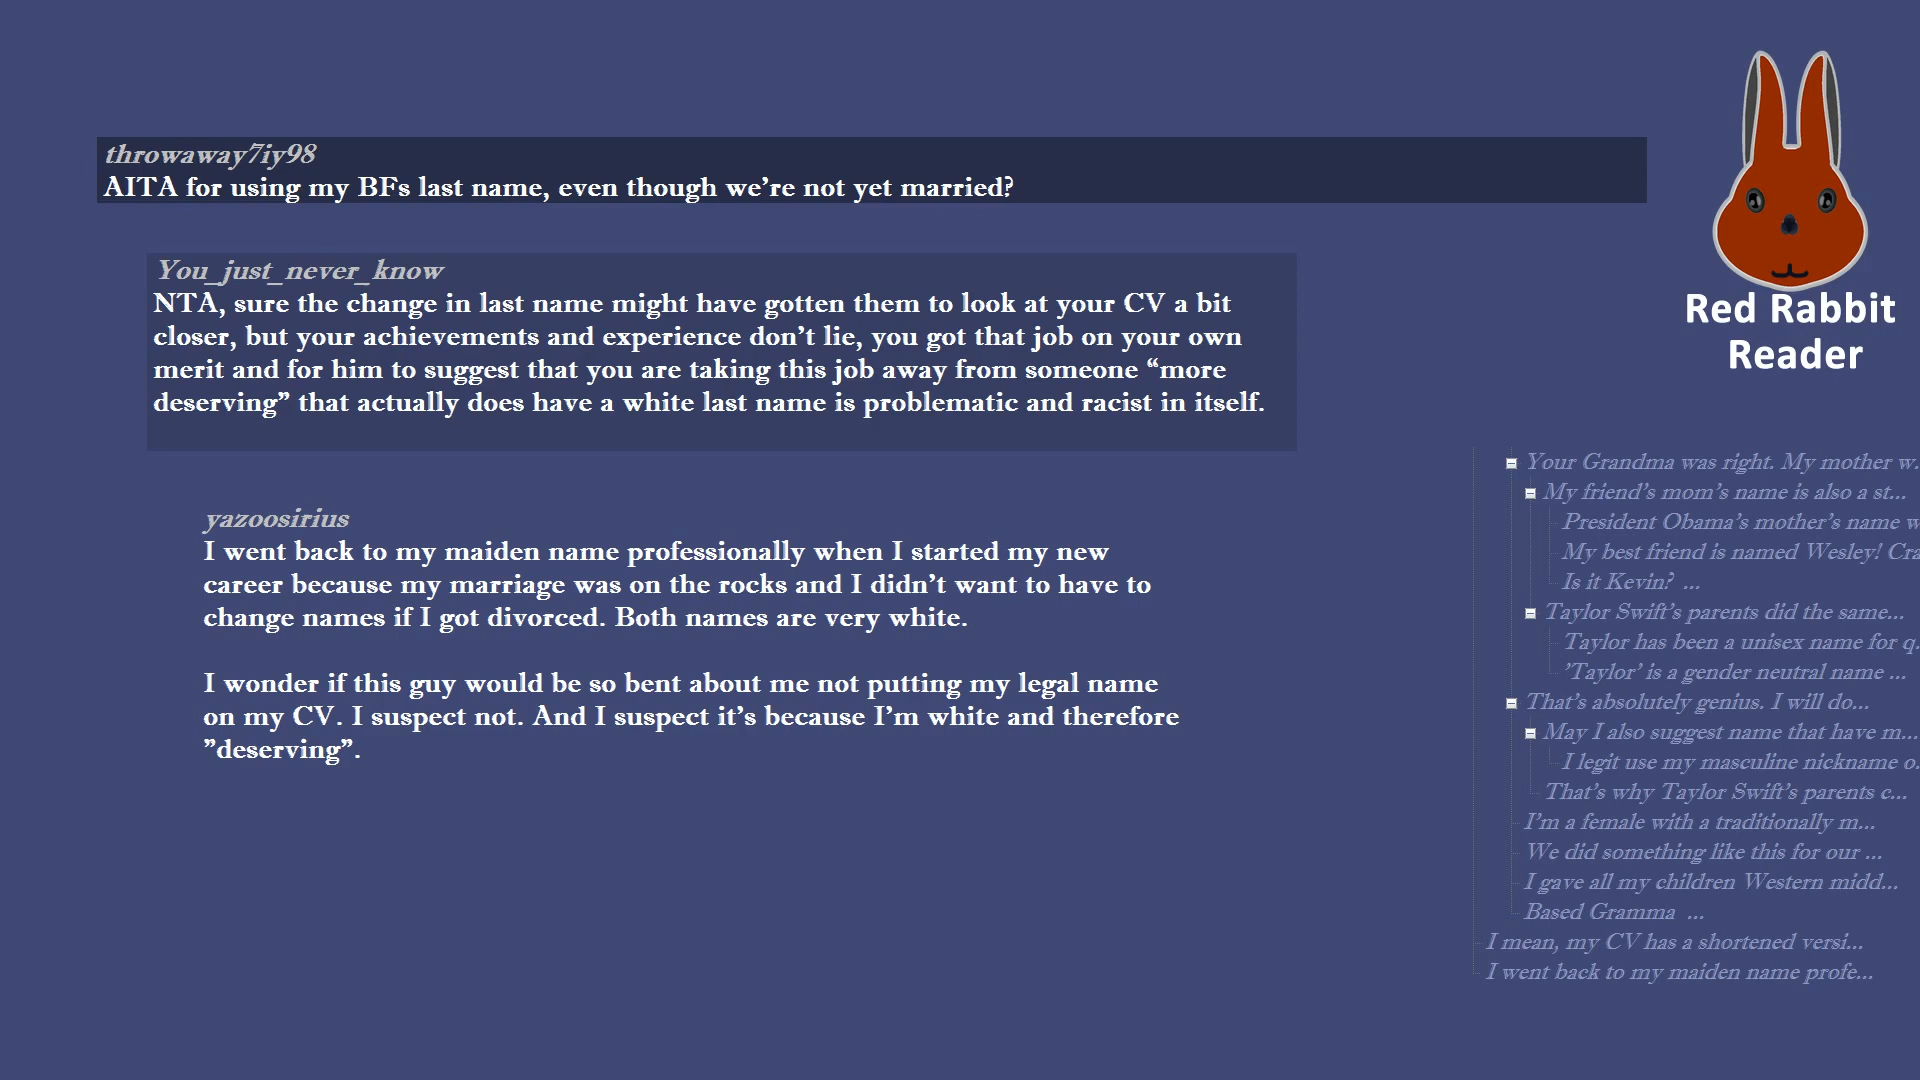 throwaway7iy98
AITA for using my BFs last name, even though we're not yet married?
You_just_never_know
NTA, sure the change in last name might have gotten them to look at your CV a bit
closer, but your achievements and experience don't lie, you got that job on your own
merit and for him to suggest that you are taking this job away from someone “more
deserving” that actually does have a white last name is problematic and racist in itself.
yazoosirius
I went back to my maiden name professionally when I started my new
career because my marriage was on the rocks and I didn't want to have to
change names if I got divorced. Both names are very white.
I wonder if this guy would be so bent about me not putting my legal name
on my CV. I suspect not. And I suspect it's because I'm white and therefore
”deserving”.
Red Rabbit
Reader
Your Grandma was right. My mother w...
My friend's mom's name is also a st...
President Obama's mother's name w
My best friend is named Wesley! Cra
Is it Kevin? ...
Taylor Swift's parents did the same...
Taylor has been a unisex name for q.
'Taylor' is a gender neutral name ...
That's absolutely genius. I will do...
May I also suggest name that have m...
I legit use my masculine nickname o.
That's why Taylor Swift's parents c...
I'm a female with a traditionally m...
We did something like this for our ...
I gave all my children Western midd...
Based Gramma ...
I mean, my CV has a shortened versi...
I went back to my maiden name profe...